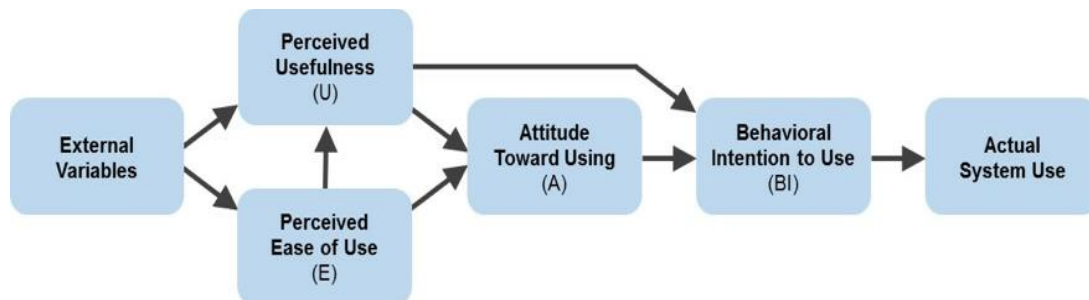 Perceived
Usefulness
(U)
External
Variables
Perceived
Ease of Use
(E)
Attitude
Toward Using
(A)
Behavioral
Intention to Use
(BI)
Actual
System Use